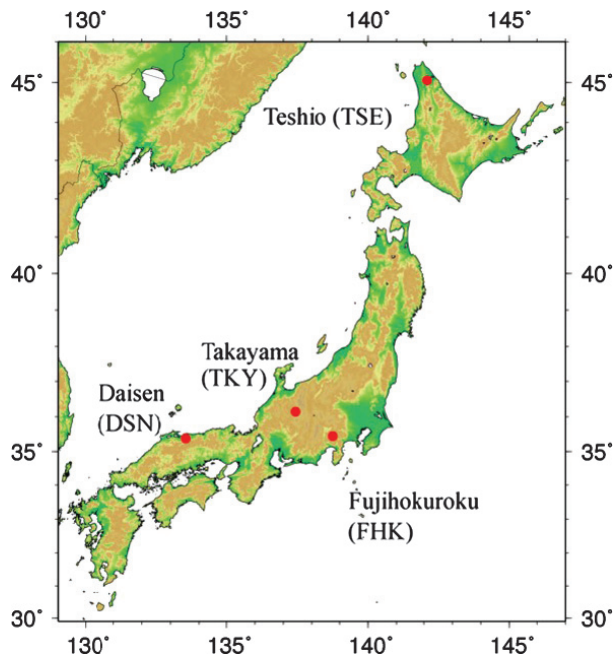 130° 135° 140° 145°
45° 45°
Teshio (TSE)
40° 40°
Takayama
(TKY)
Daisen
(DSN)
35° 35°
Fujihokuroku
(FHK)
30° 30°
130° 135° 140° 145°